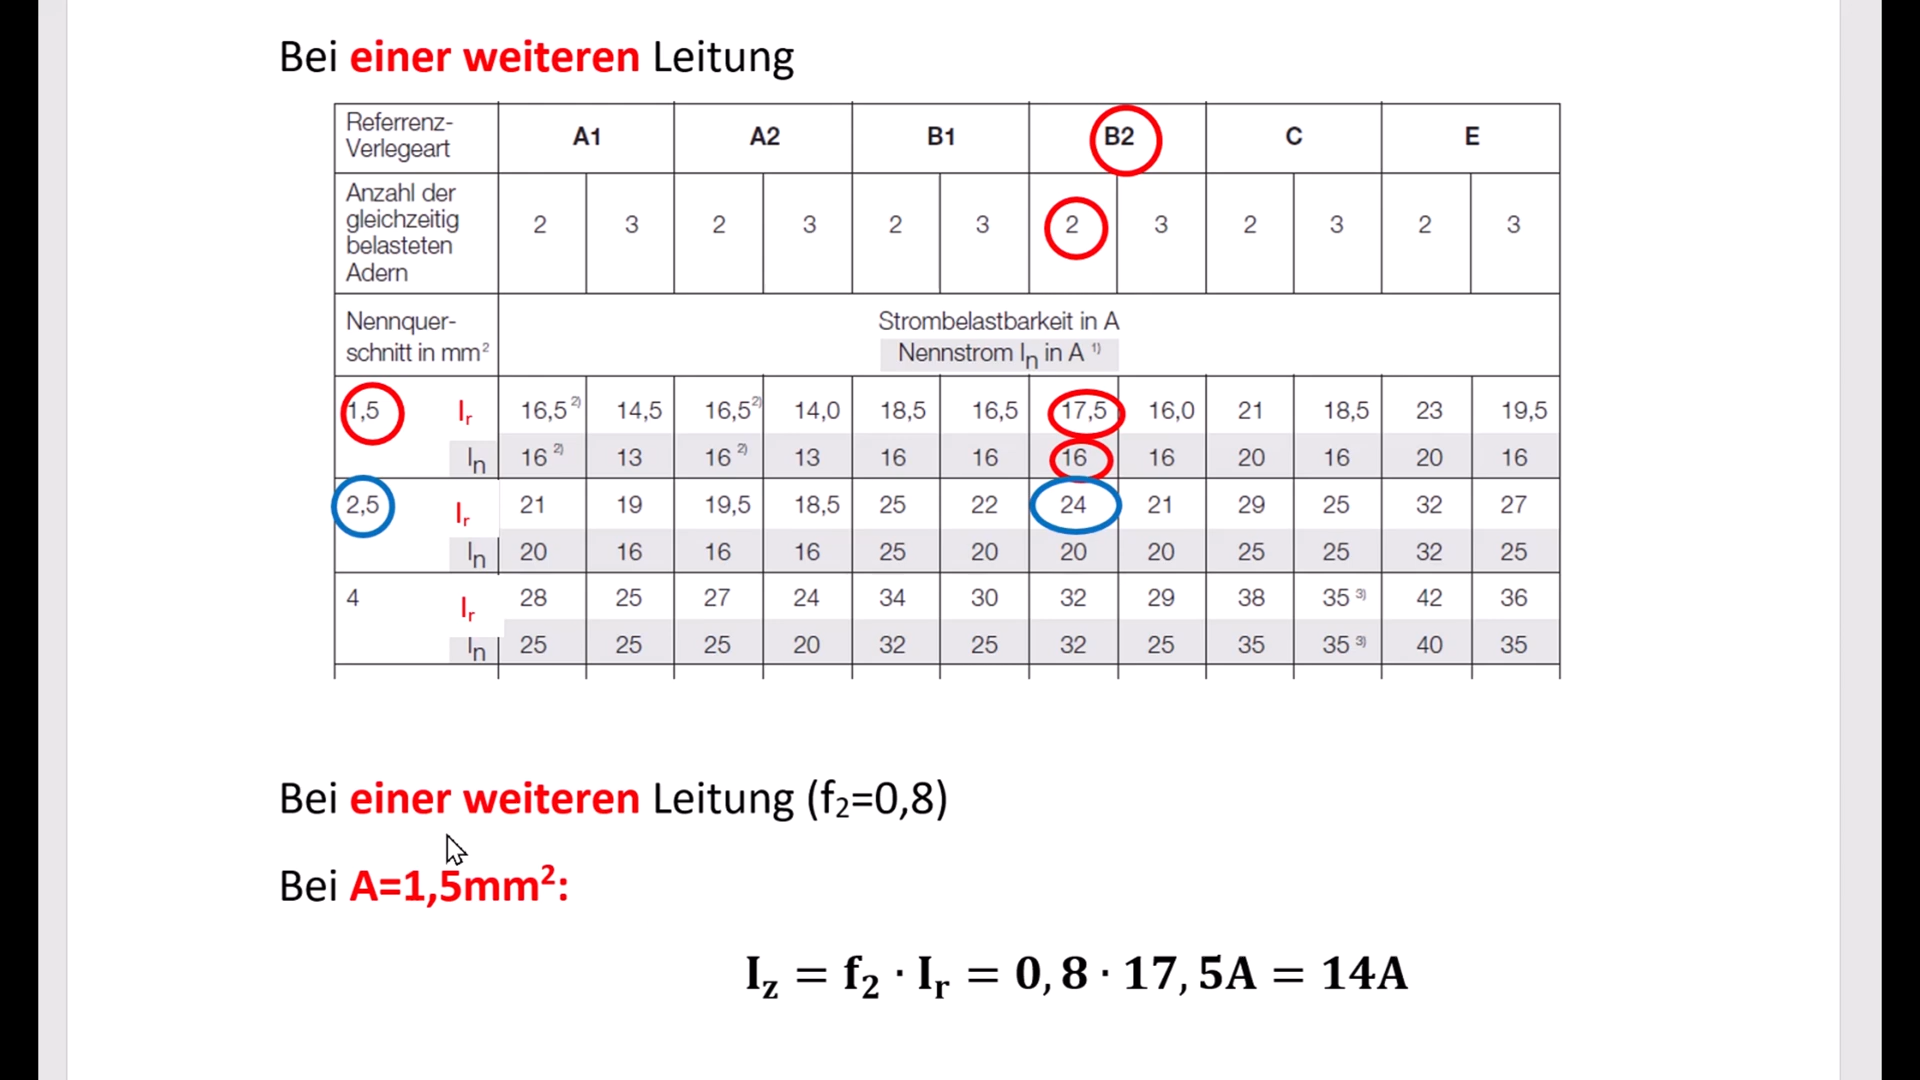 Bei einer weiteren Leitung
Referrenz-
Verlegeart A1 A2 B1 B2 C E
Anzahl der
gleichzeitig
belasteten
Adern 2 3 2 3 2 3 2 3 2 3 2 3
Nennquer- Strombelastbarkeit in A
schnitt in mm² Nennstrom In in A 1)
1,5 Ir 16,5 2) 14,5 16,5 2) 14,0 18,5 16,5 17,5 16,0 21 18,5 23 19,5
In 16 2) 13 16 2) 13 16 16 16 16 20 16 20 16
2,5 Ir 21 19 19,5 18,5 25 22 24 21 29 25 32 27
In 20 16 16 16 25 20 20 20 25 25 32 25
4 Ir 28 25 27 24 34 30 32 29 38 35 3) 42 36
In 25 25 25 20 32 25 32 25 35 35 3) 40 35
Bei einer weiteren Leitung (f₂=0,8)
Bei A=1,5mm²:
I_z = f₂ · I_r = 0,8 · 17,5A = 14A